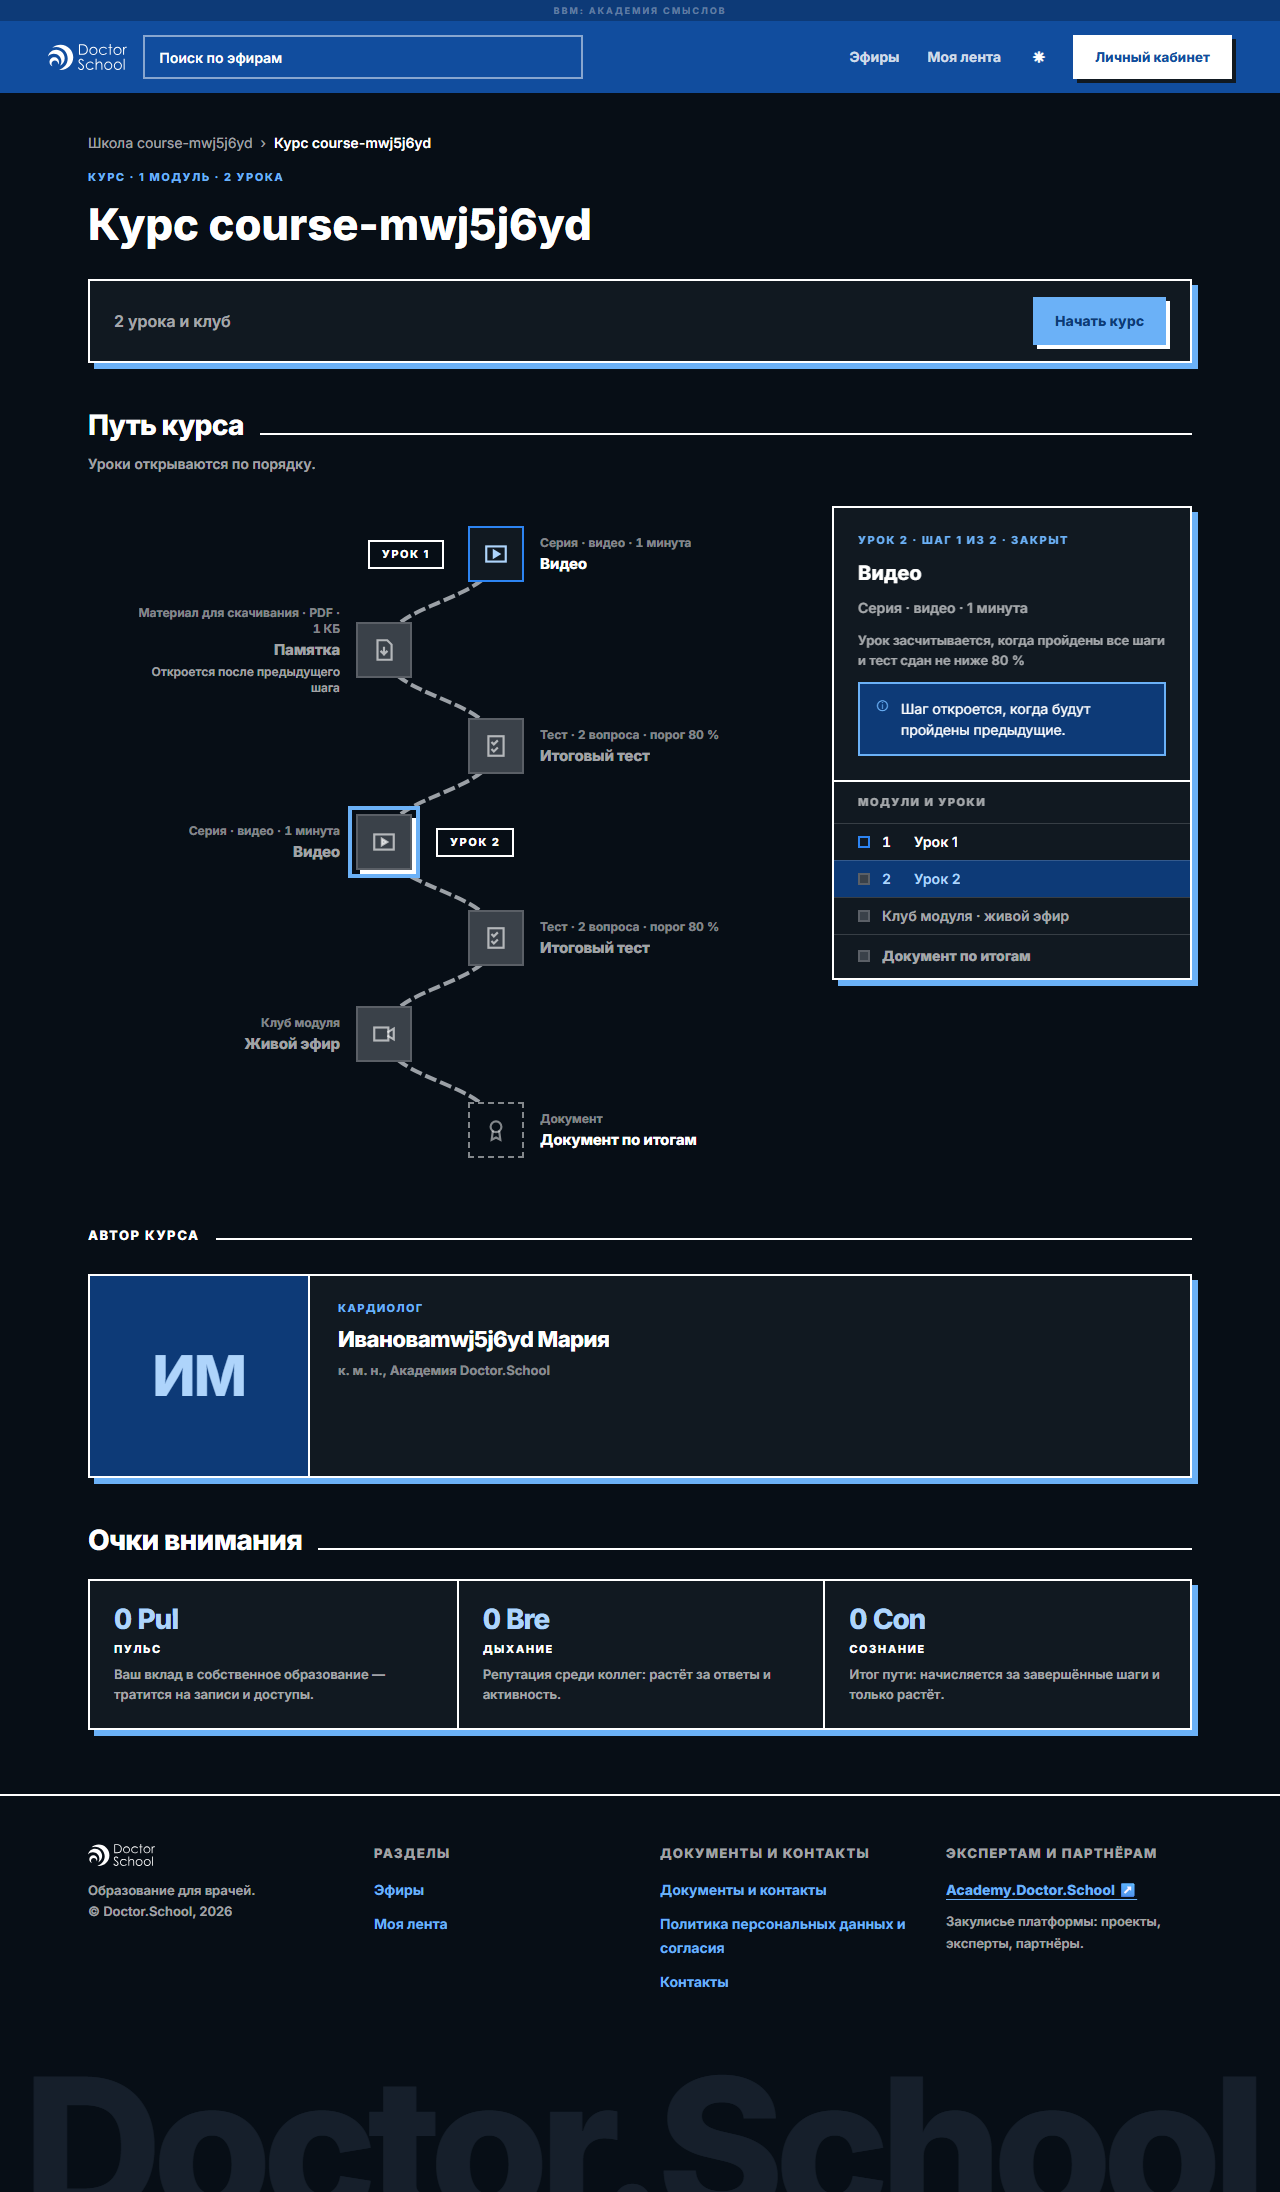 ВВМ: АКАДЕМИЯ СМЫСЛОВ
Doctor
School
Поиск по эфирам
Эфиры
Моя лента
Личный кабинет
Школа course-mwj5j6yd › Курс course-mwj5j6yd
КУРС · 1 МОДУЛЬ · 2 УРОКА
Курс course-mwj5j6yd
2 урока и клуб
Начать курс
Путь курса
Уроки открываются по порядку.
УРОК 1
Серия · видео · 1 минута
Видео
Материал для скачивания · PDF ·
1 КБ
Памятка
Откроется после предыдущего
шага
Тест · 2 вопроса · порог 80 %
Итоговый тест
Серия · видео · 1 минута
Видео
УРОК 2
Тест · 2 вопроса · порог 80 %
Итоговый тест
Клуб модуля
Живой эфир
Документ
Документ по итогам
УРОК 2 · ШАГ 1 ИЗ 2 · ЗАКРЫТ
Видео
Серия · видео · 1 минута
Урок засчитывается, когда пройдены все шаги
и тест сдан не ниже 80 %
Шаг откроется, когда будут
пройдены предыдущие.
МОДУЛИ И УРОКИ
1 Урок 1
2 Урок 2
Клуб модуля · живой эфир
Документ по итогам
АВТОР КУРСА
ИМ
КАРДИОЛОГ
Ивановаmwj5j6yd Мария
к. м. н., Академия Doctor.School
Очки внимания
0 Pul
ПУЛЬС
Ваш вклад в собственное образование —
тратится на записи и доступы.
0 Bre
ДЫХАНИЕ
Репутация среди коллег: растёт за ответы и
активность.
0 Con
СОЗНАНИЕ
Итог пути: начисляется за завершённые шаги и
только растёт.
Doctor
School
Образование для врачей.
© Doctor.School, 2026
РАЗДЕЛЫ
Эфиры
Моя лента
ДОКУМЕНТЫ И КОНТАКТЫ
Документы и контакты
Политика персональных данных и
согласия
Контакты
ЭКСПЕРТАМ И ПАРТНЁРАМ
Academy.Doctor.School
Закулисье платформы: проекты,
эксперты, партнёры.
Doctor.School